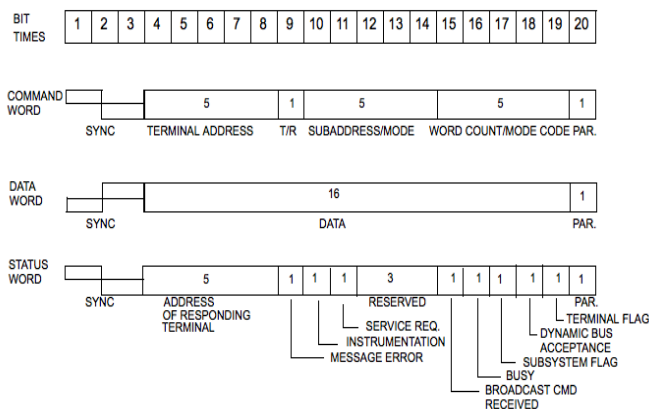 BIT TIMES 1 2 3 4 5 6 7 8 9 10 11 12 13 14 15 16 17 18 19 20
COMMAND WORD
5 1 5 5 1
SYNC TERMINAL ADDRESS T/R SUBADDRESS/MODE WORD COUNT/MODE CODE PAR.
DATA WORD
16 1
SYNC DATA PAR.
STATUS WORD
5 1 1 1 3 1 1 1 1 1 1
SYNC ADDRESS OF RESPONDING TERMINAL RESERVED PAR.
TERMINAL FLAG
SERVICE REQ.
DYNAMIC BUS ACCEPTANCE
INSTRUMENTATION
MESSAGE ERROR
SUBSYSTEM FLAG
BUSY
BROADCAST CMD RECEIVED